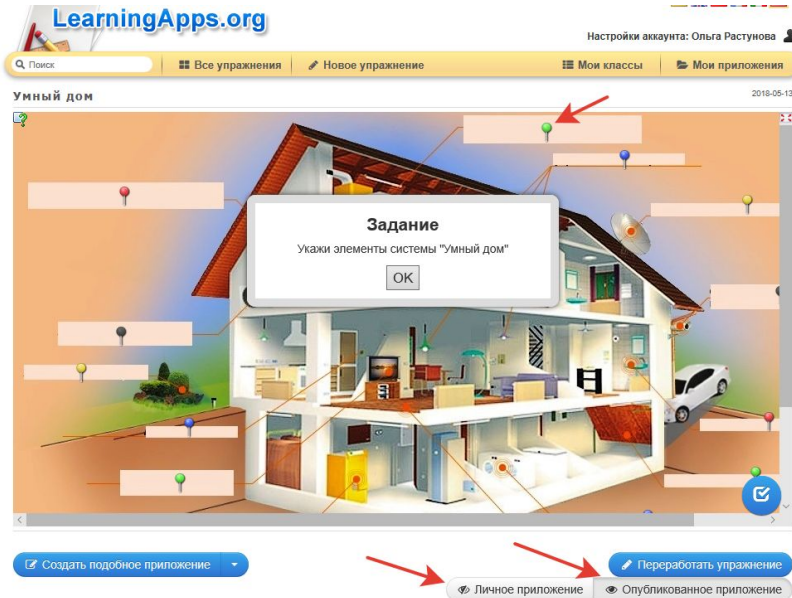 LearningApps.org
Настройки аккаунта: Ольга Растунова
Поиск
Все упражнения
Новое упражнение
Мои классы
Мои приложения
Умный дом
2018-05-13
Задание
Укажи элементы системы "Умный дом"
OK
Создать подобное приложение
Переработать упражнение
Личное приложение
Опубликованное приложение